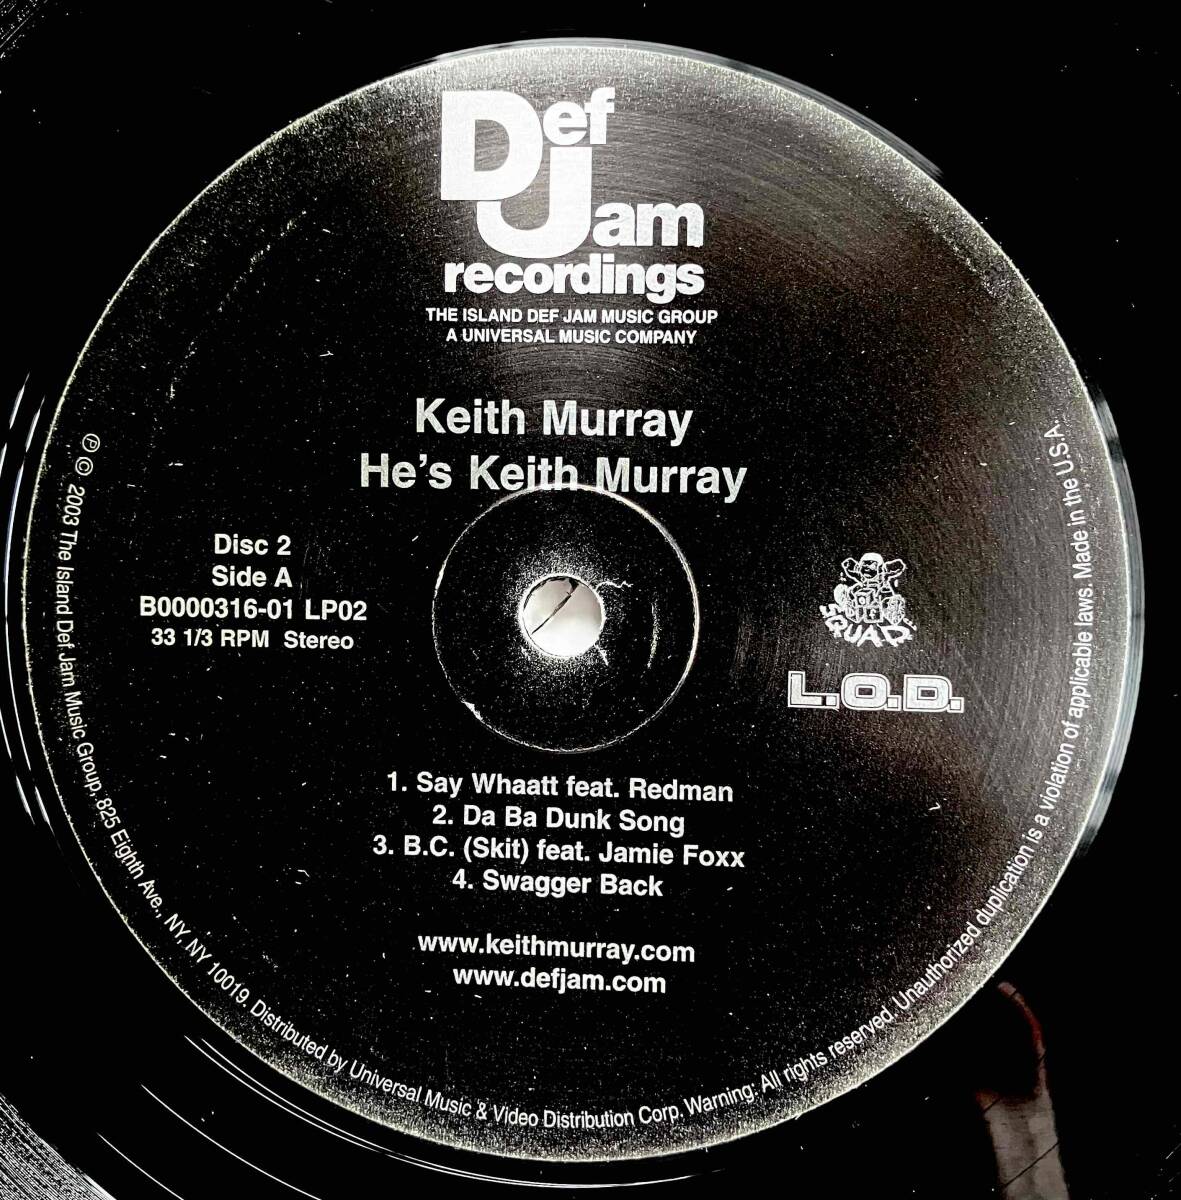 Def Jam
recordings
THE ISLAND DEF JAM MUSIC GROUP
A UNIVERSAL MUSIC COMPANY
Keith Murray
He's Keith Murray
Disc 2
Side A
B0000316-01 LP02
33 1/3 RPM Stereo
SQUAD
L.O.D.
1. Say Whaatt feat. Redman
2. Da Ba Dunk Song
3. B.C. (Skit) feat. Jamie Foxx
4. Swagger Back
www.keithmurray.com
www.defjam.com
℗ © 2003 The Island Def Jam Music Group, 825 Eighth Ave., NY, NY 10019. Distributed by Universal Music & Video Distribution Corp. Warning: All rights reserved. Unauthorized duplication is a violation of applicable laws. Made in the U.S.A.